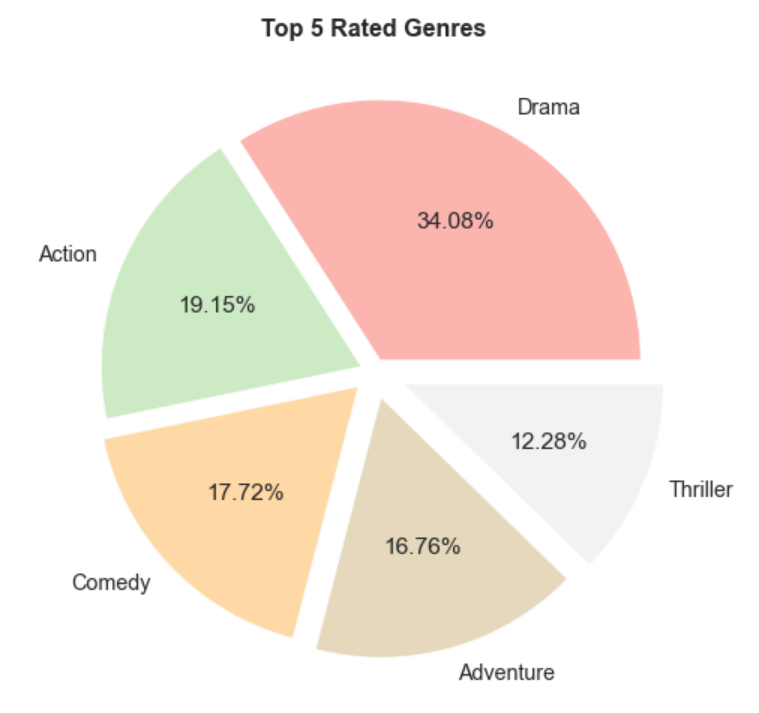 Top 5 Rated Genres
Drama
34.08%
Action
19.15%
12.28%
17.72%
Thriller
16.76%
Comedy
Adventure